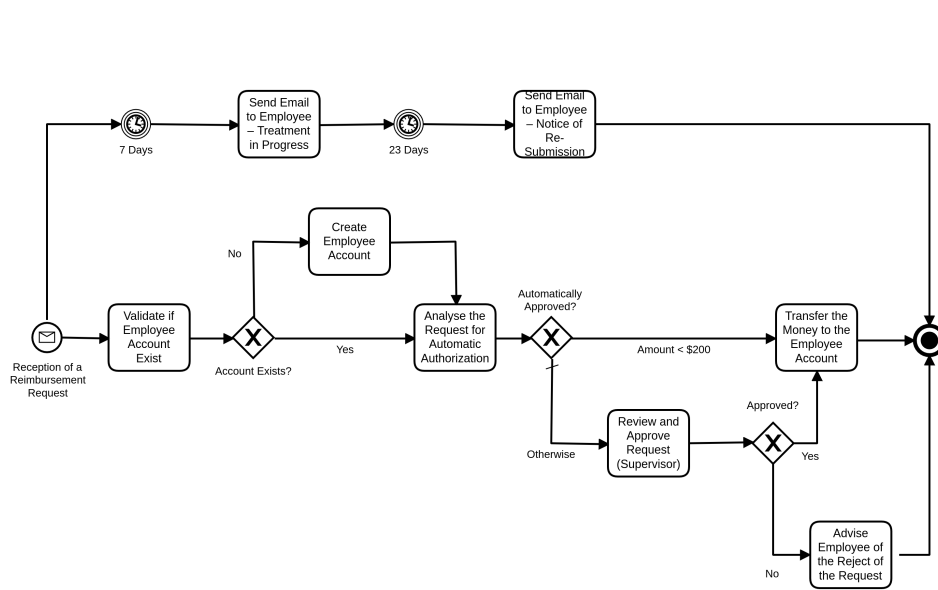 Send Email
to Employee
– Treatment
in Progress
7 Days
23 Days
Send Email
to Employee
– Notice of
Re-
Submission
No
Create
Employee
Account
Reception of a
Reimbursement
Request
Validate if
Employee
Account
Exist
X
Account Exists?
Yes
Analyse the
Request for
Automatic
Authorization
Automatically
Approved?
X
Amount < $200
Transfer the
Money to the
Employee
Account
Otherwise
Review and
Approve
Request
(Supervisor)
Approved?
X
Yes
No
Advise
Employee of
the Reject of
the Request